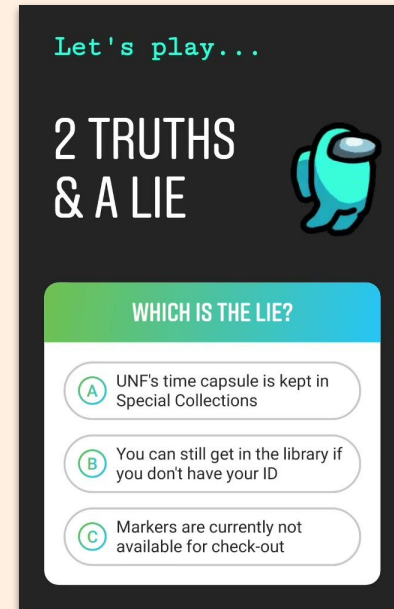 Let's play...
2 TRUTHS
& A LIE
WHICH IS THE LIE?
A
UNF's time capsule is kept in
Special Collections
B
You can still get in the library if
you don't have your ID
C
Markers are currently not
available for check-out